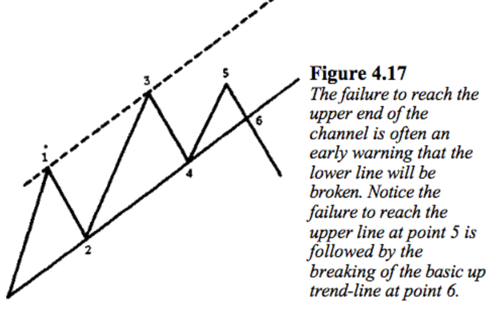 3
5
1
6
4
2
Figure 4.17
The failure to reach the
upper end of the
channel is often an
early warning that the
lower line will be
broken. Notice the
failure to reach the
upper line at point 5 is
followed by the
breaking of the basic up
trend-line at point 6.